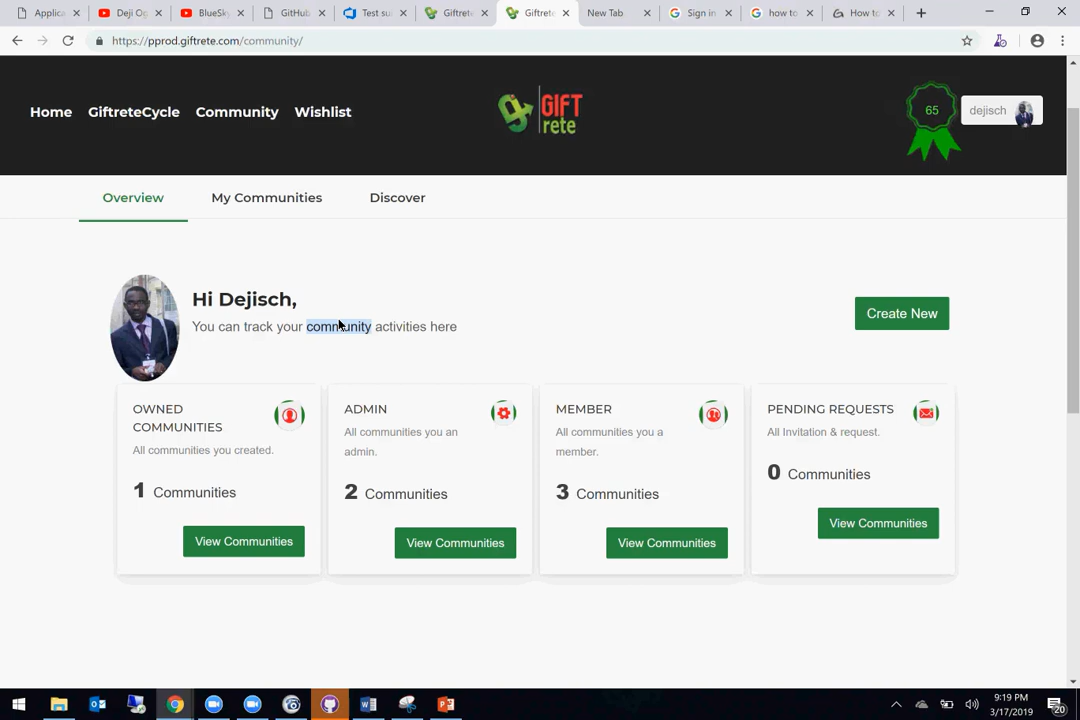 Applica
Deji Og
BlueSky
GitHub
Test su
Giftrete
Giftrete
New Tab
Sign in
how to
How to
https://pprod.giftrete.com/community/
Home GiftreteCycle Community Wishlist
GIFT
rete
65
dejisch
Overview My Communities Discover
Hi Dejisch,
You can track your community activities here
Create New
OWNED
COMMUNITIES
All communities you created.
1 Communities
View Communities
ADMIN
All communities you an
admin.
2 Communities
View Communities
MEMBER
All communities you a
member.
3 Communities
View Communities
PENDING REQUESTS
All Invitation & request.
0 Communities
View Communities
9:19 PM
3/17/2019
20